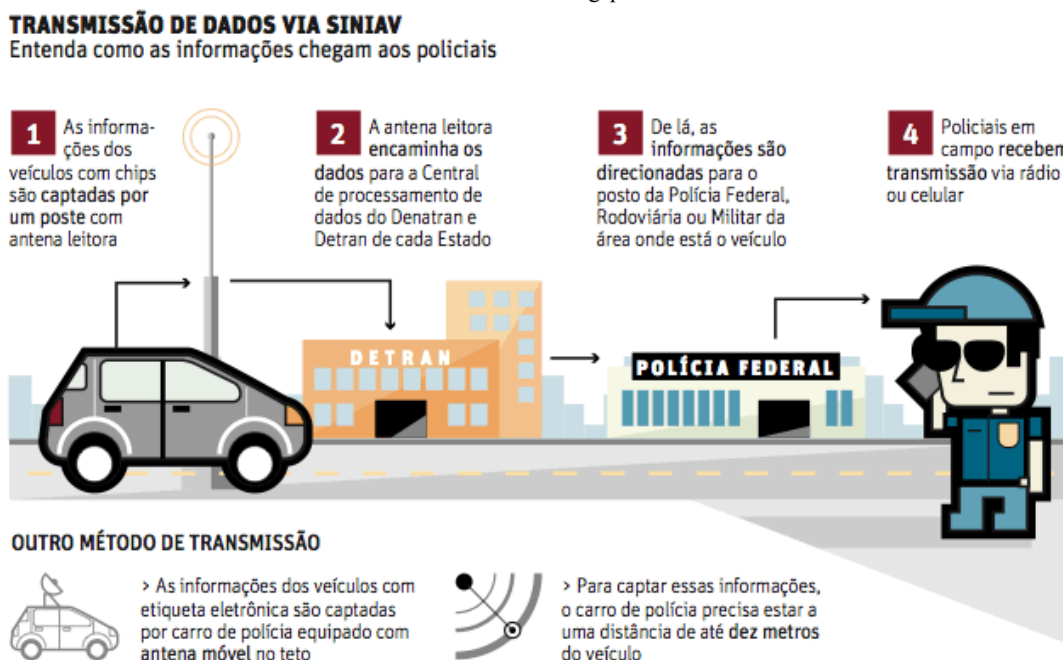 TRANSMISSÃO DE DADOS VIA SINIAV
Entenda como as informações chegam aos policiais
1
As informa-
ções dos
veículos com chips
são captadas por
um poste com
antena leitora
2
A antena leitora
encaminha os
dados para a Central
de processamento de
dados do Denatran e
Detran de cada Estado
3
De lá, as
informações são
direcionadas para o
posto da Polícia Federal,
Rodoviária ou Militar da
área onde está o veículo
4
Policiais em
campo recebem
transmissão via rádio
ou celular
DETRAN
POLÍCIA FEDERAL
OUTRO MÉTODO DE TRANSMISSÃO
> As informações dos veículos com
etiqueta eletrônica são captadas
por carro de polícia equipado com
antena móvel no teto
> Para captar essas informações,
o carro de polícia precisa estar a
uma distância de até dez metros
do veículo